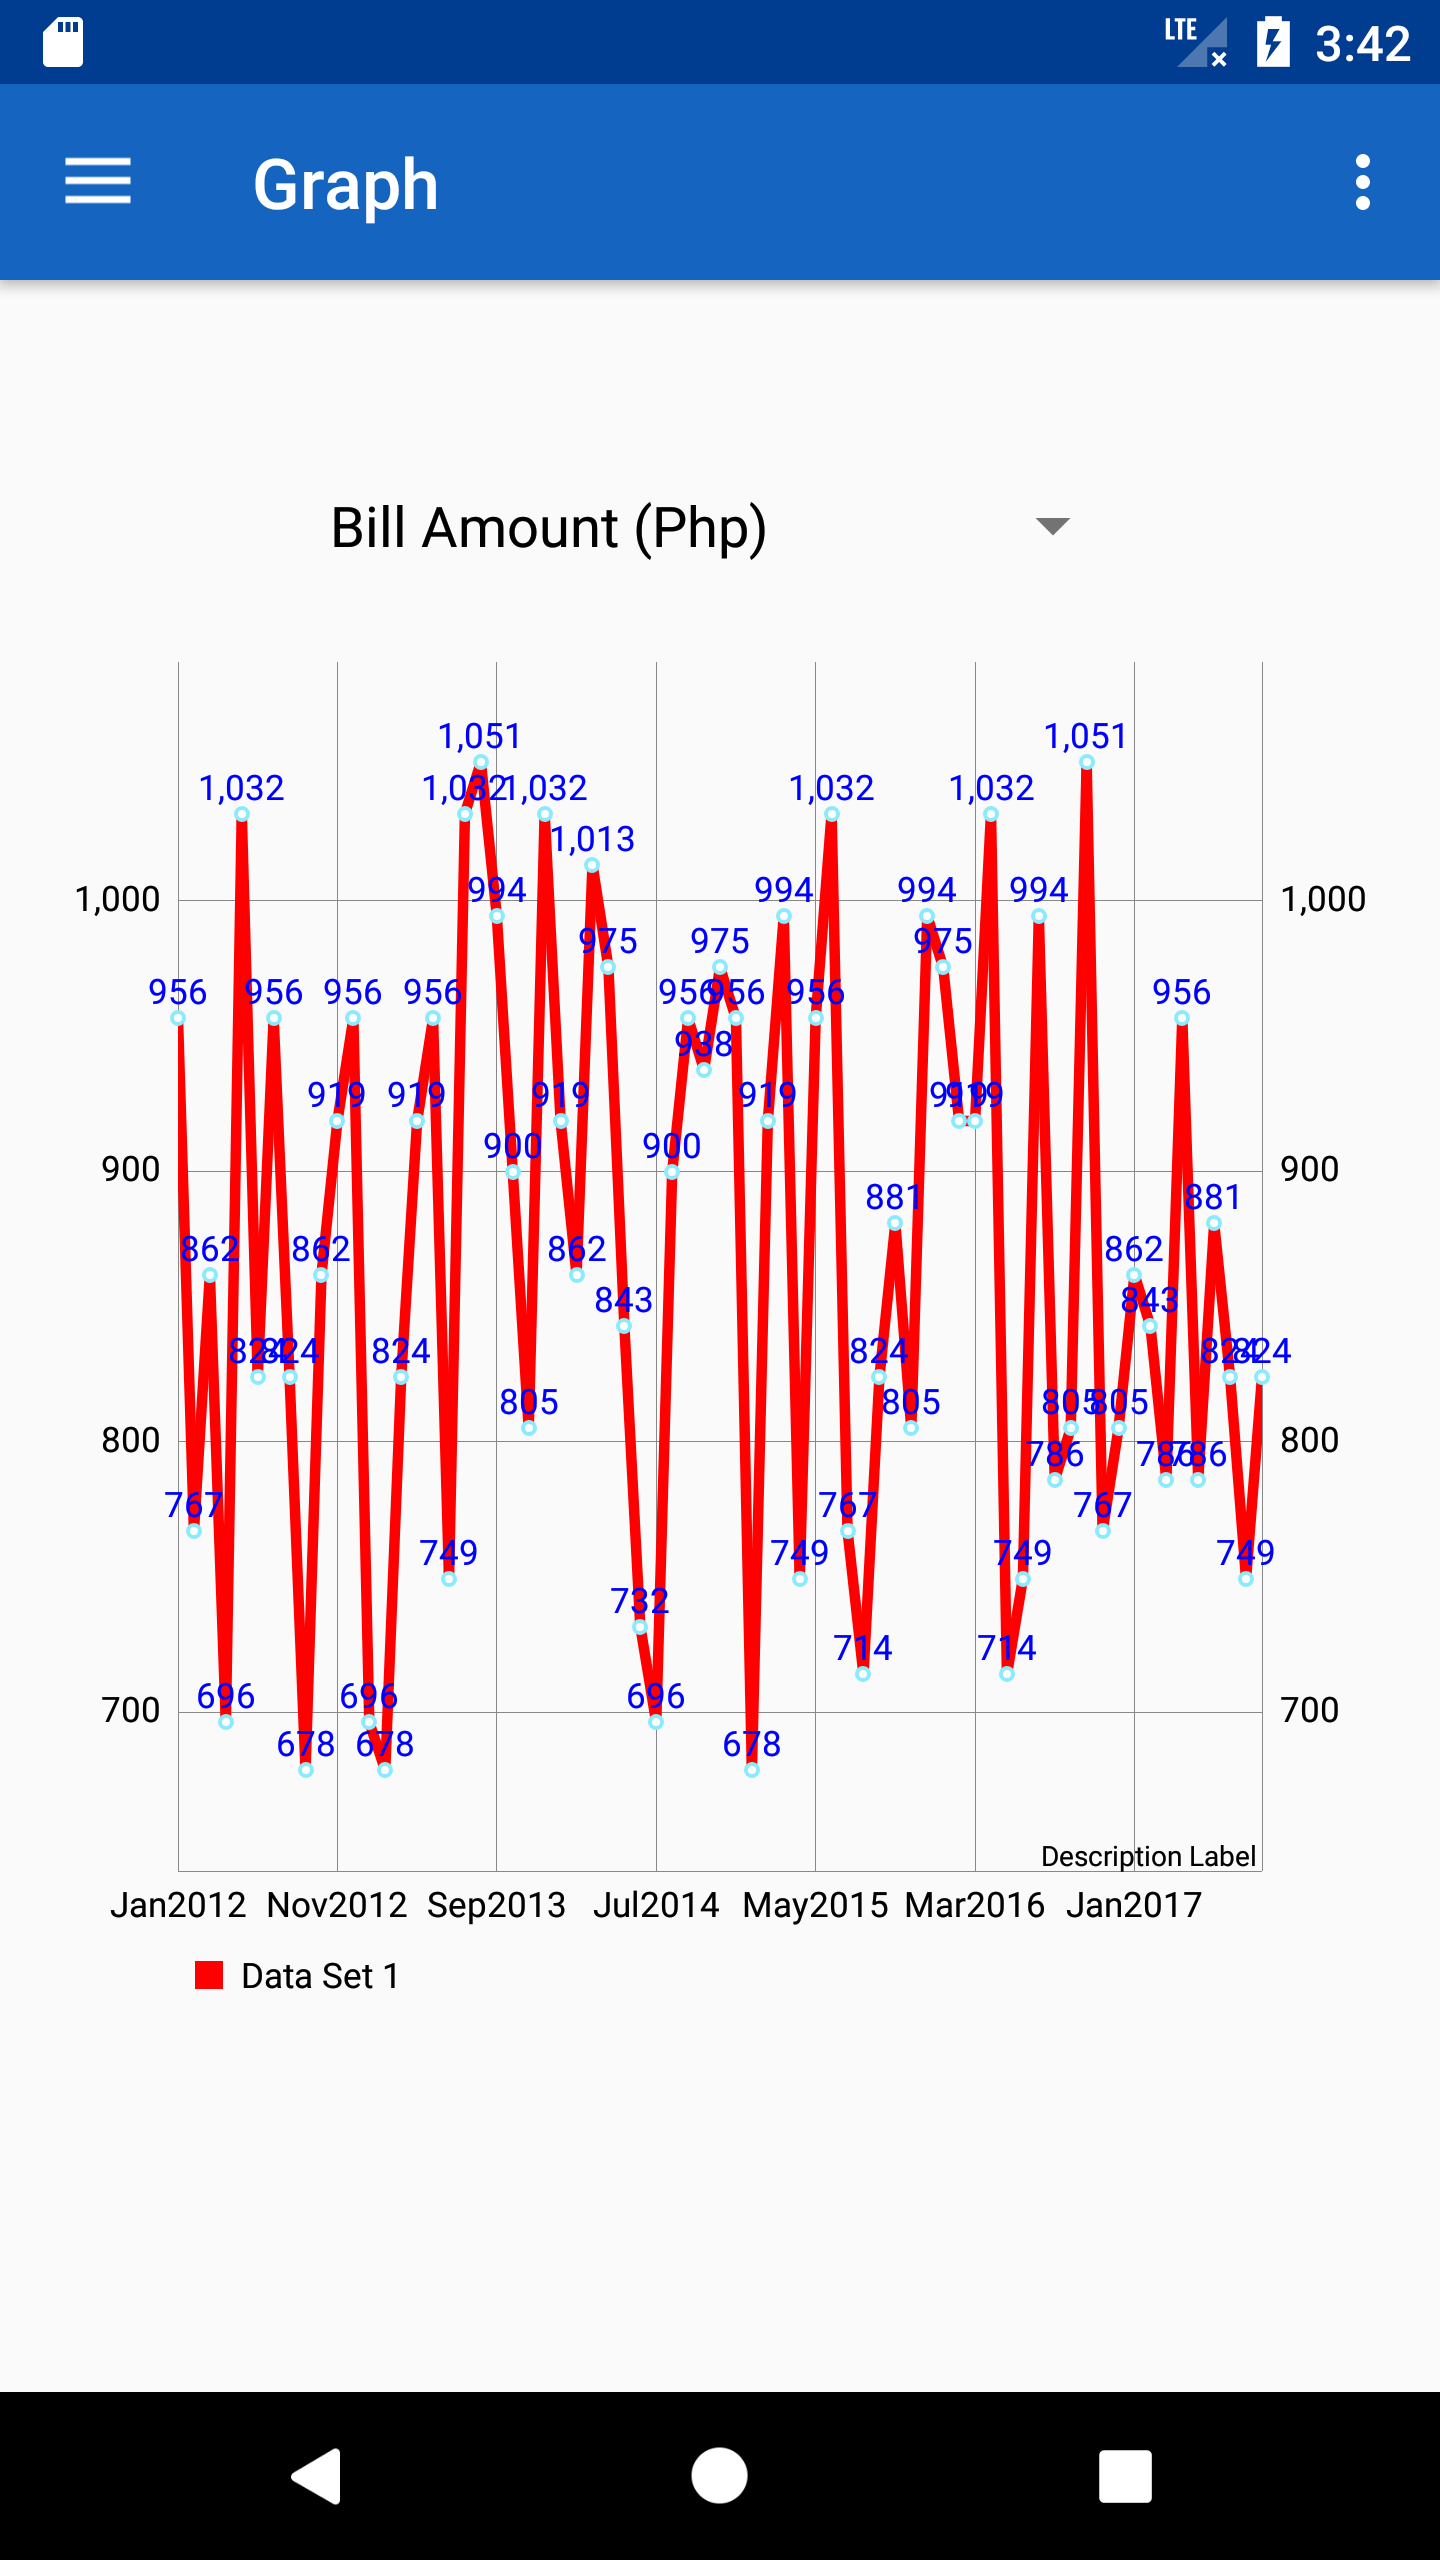 LTE 3:42
Graph
Bill Amount (Php)
1,051 1,051
1,032 1,032 1,032 1,032 1,032
1,013
1,000 994 994 994 994 1,000
975 975 975
956 956 956 956 956 956 956 956
938
919 919 919 919 919 919
900 900
900 900
881 881
862 862 862 862
843 843
824 824 824 824 824 824
805 805 805 805
800 800
786 786 786
767 767 767
749 749 749 749
732
714 714
700 696 696 696 700
678 678 678
Description Label
Jan2012 Nov2012 Sep2013 Jul2014 May2015 Mar2016 Jan2017
Data Set 1